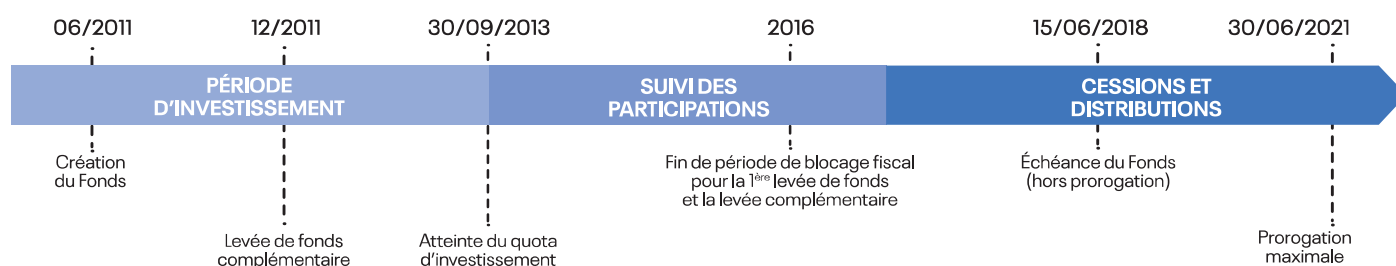 06/2011
12/2011
30/09/2013
2016
15/06/2018
30/06/2021
PÉRIODE
D'INVESTISSEMENT
SUIVI DES
PARTICIPATIONS
CESSIONS ET
DISTRIBUTIONS
Création
du Fonds
Fin de période de blocage fiscal
pour la 1ère levée de fonds
et la levée complémentaire
Échéance du Fonds
(hors prorogation)
Levée de fonds
complémentaire
Atteinte du quota
d'investissement
Prorogation
maximale